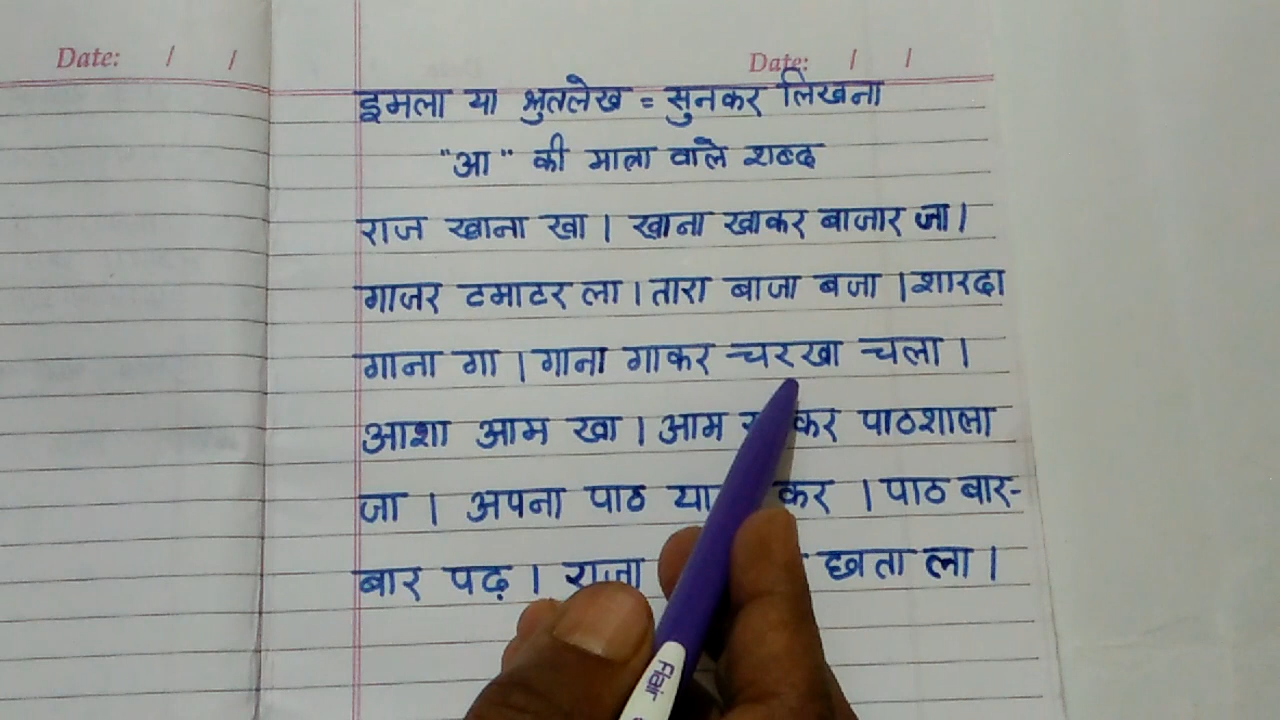 Date: / / Date: / /
इमला या श्रुतलेख = सुनकर लिखना
"आ" की मात्रा वाले शब्द
राज खाना खा । खाना खाकर बाजार जा ।
गाजर टमाटर ला । तारा बाजा बजा । शारदा
गाना गा । गाना गाकर चरखा चला ।
आशा आम खा । आम कर पाठशाला
जा । अपना पाठ कर । पाठ बार-
बार पढ़ । राजा छाता ला ।
Flair